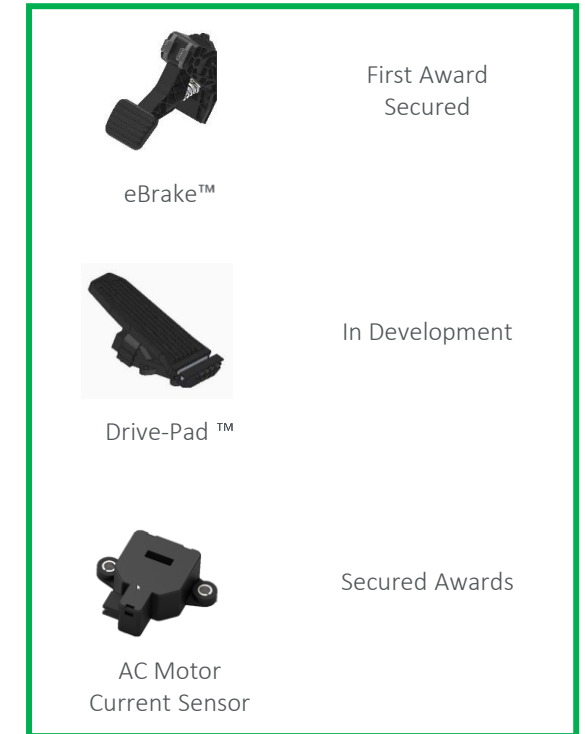 First Award
Secured
eBrake™
In Development
Drive-Pad ™
Secured Awards
AC Motor
Current Sensor